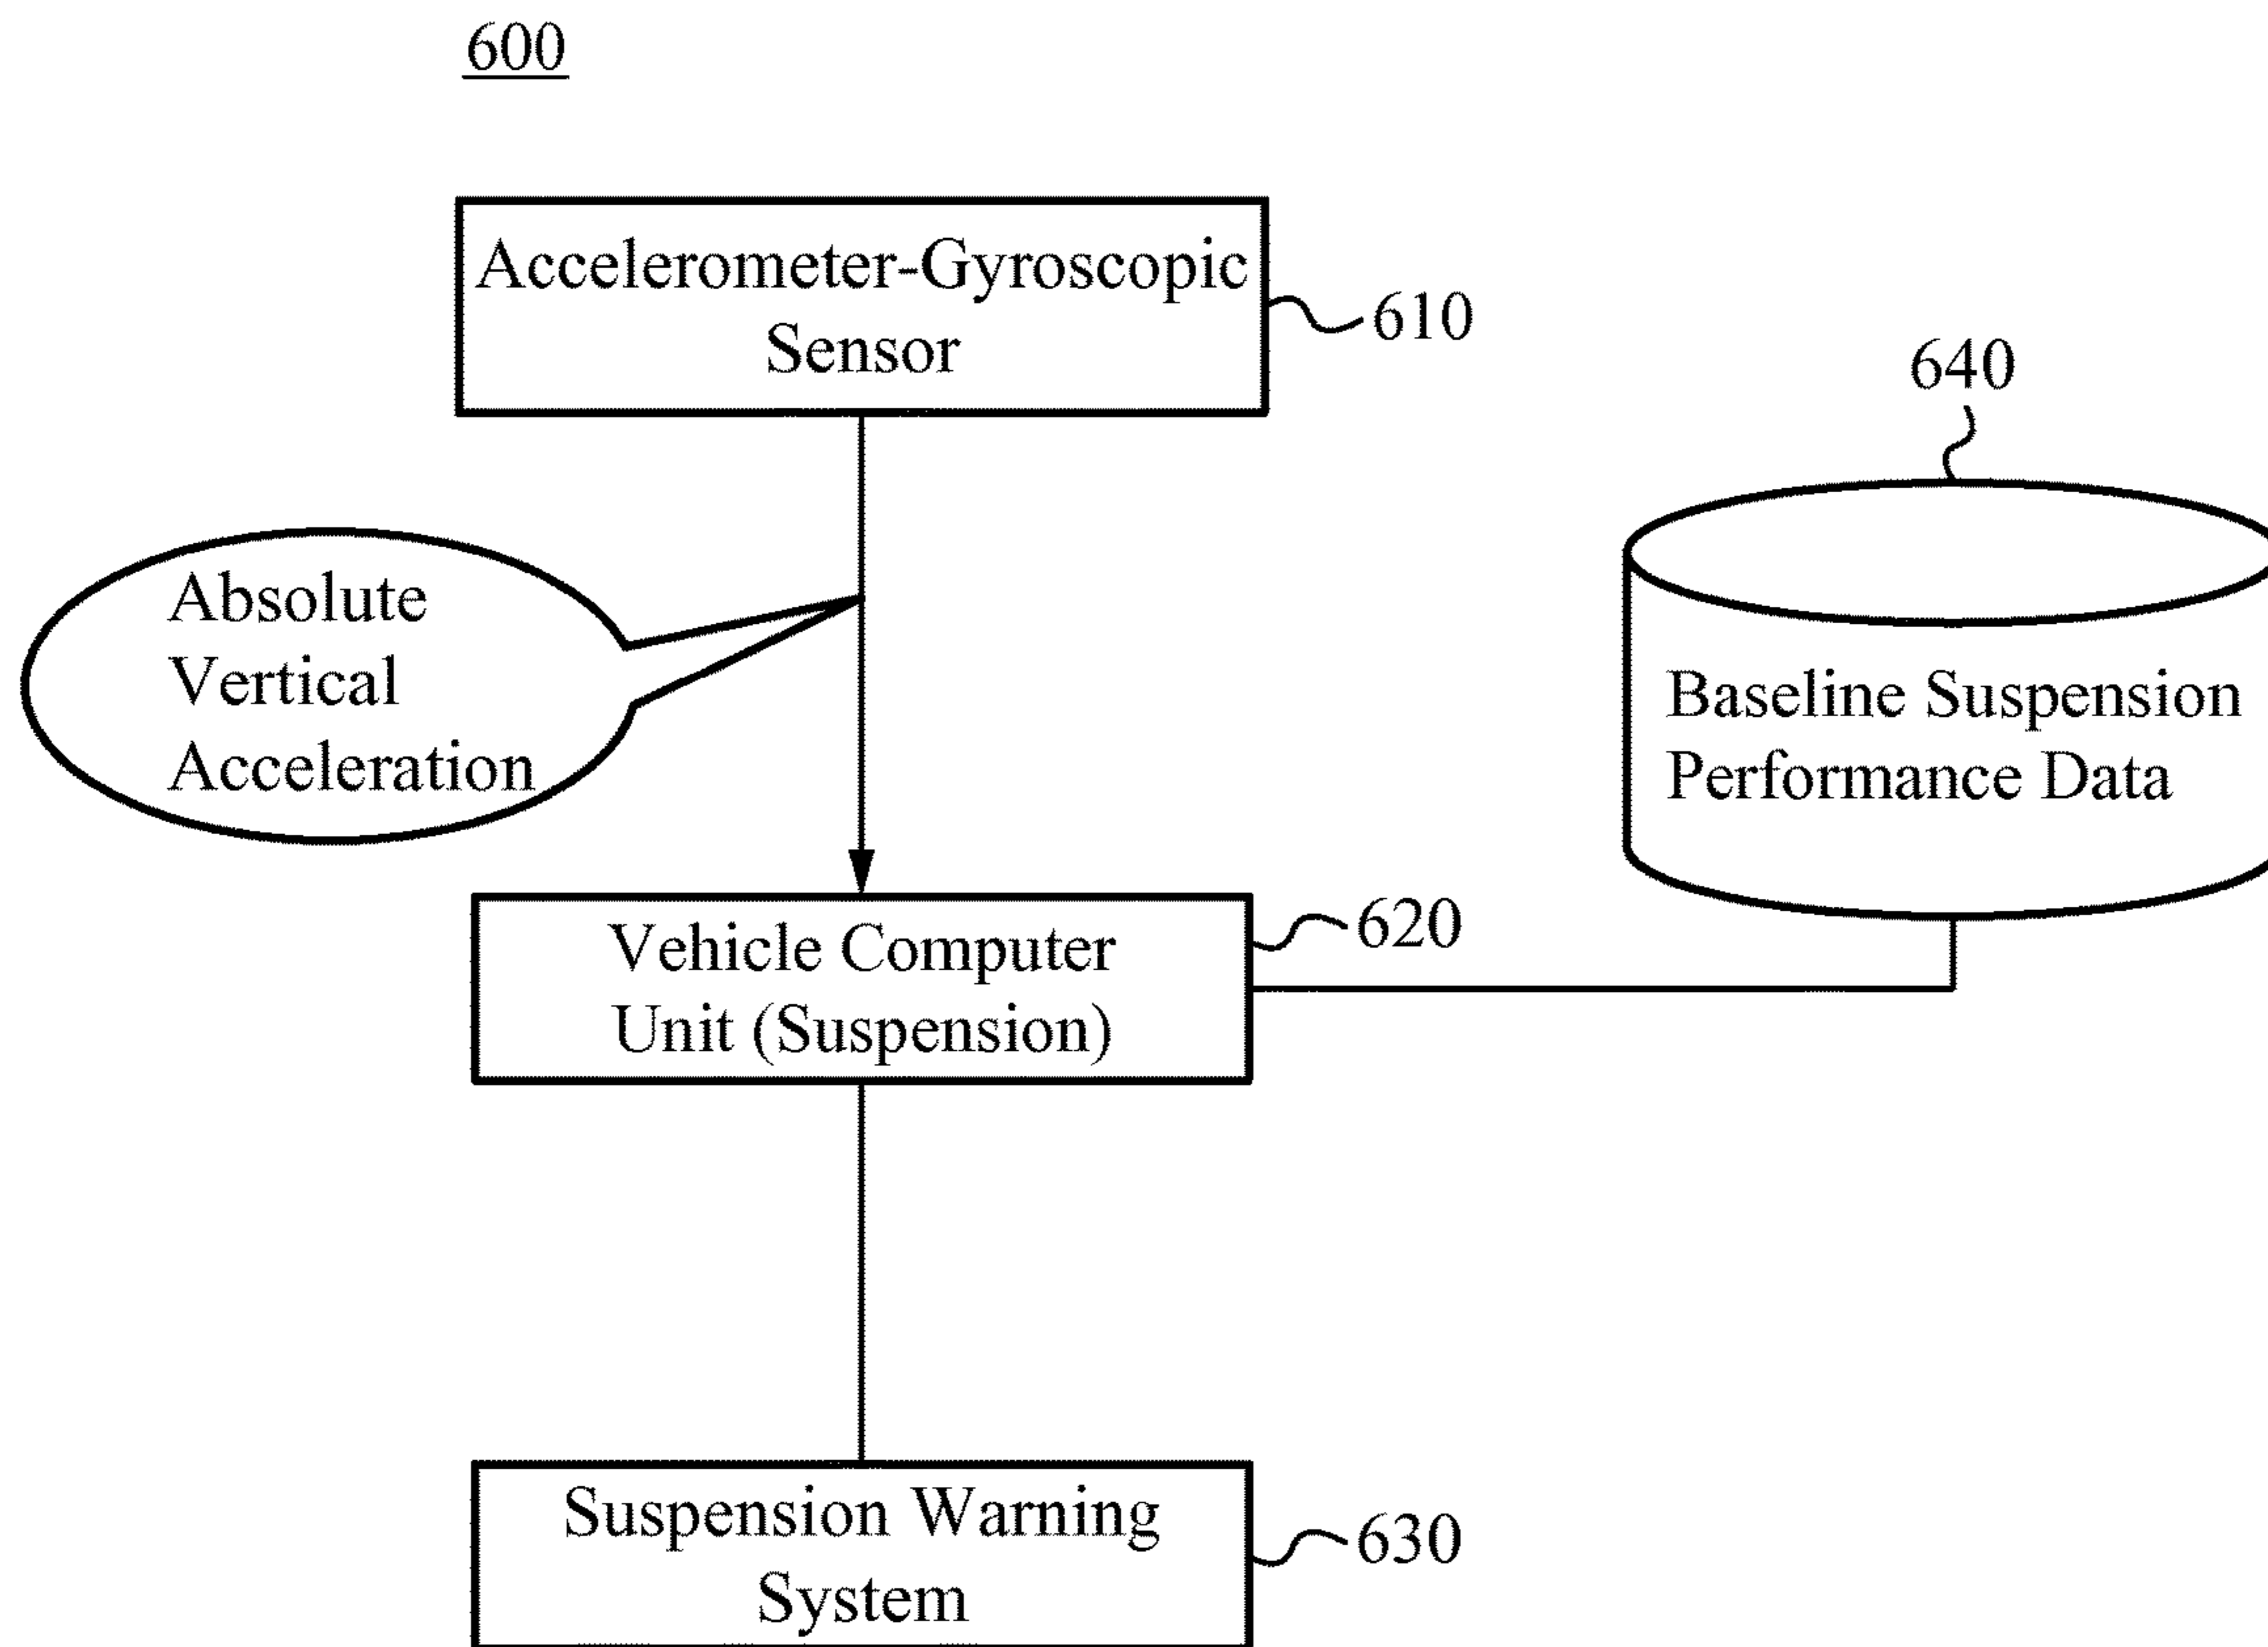 600
Accelerometer-Gyroscopic
Sensor
610
640
Absolute
Vertical
Acceleration
Baseline Suspension
Performance Data
Vehicle Computer
Unit (Suspension)
620
Suspension Warning
System
630